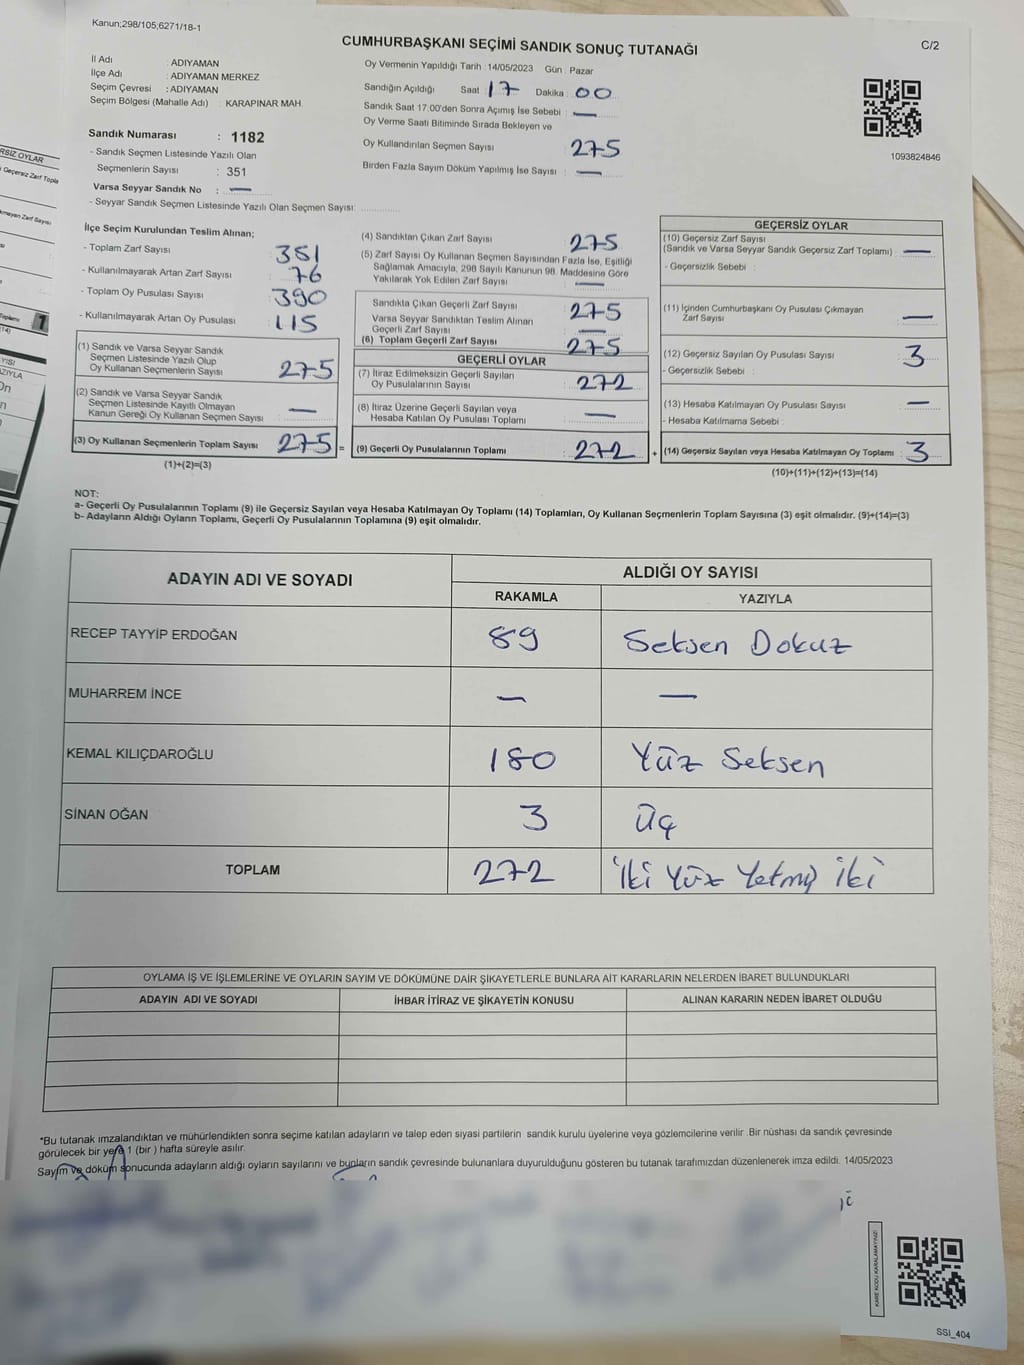 Kanun;298/105;6271/18-1
CUMHURBAŞKANI SEÇİMİ SANDIK SONUÇ TUTANAĞI
C/2
İl Adı : ADIYAMAN
İlçe Adı : ADIYAMAN MERKEZ
Seçim Çevresi : ADIYAMAN
Seçim Bölgesi (Mahalle Adı) : KARAPINAR MAH.
Sandık Numarası : 1182
- Sandık Seçmen Listesinde Yazılı Olan
Seçmenlerin Sayısı : 351
Varsa Seyyar Sandık No : —
- Seyyar Sandık Seçmen Listesinde Yazılı Olan Seçmen Sayısı:
Oy Vermenin Yapıldığı Tarih :14/05/2023 Gün : Pazar
Sandığın Açıldığı Saat : 17 Dakika : 00
Sandık Saat 17:00'den Sonra Açımış İse Sebebi : —
Oy Verme Saati Bitiminde Sırada Bekleyen ve
Oy Kullandırılan Seçmen Sayısı : 275
Birden Fazla Sayım Döküm Yapılmış İse Sayısı : —
1093824846
İlçe Seçim Kurulundan Teslim Alınan;
- Toplam Zarf Sayısı : 351
- Kullanılmayarak Artan Zarf Sayısı : 76
- Toplam Oy Pusulası Sayısı : 390
- Kullanılmayarak Artan Oy Pusulası : 115
(1) Sandık ve Varsa Seyyar Sandık
Seçmen Listesinde Yazılı Olup
Oy Kullanan Seçmenlerin Sayısı : 275
(2) Sandık ve Varsa Seyyar Sandık
Seçmen Listesinde Kayıtlı Olmayan
Kanun Gereği Oy Kullanan Seçmen Sayısı : —
(3) Oy Kullanan Seçmenlerin Toplam Sayısı : 275 =
(1)+(2)=(3)
(4) Sandıktan Çıkan Zarf Sayısı : 275
(5) Zarf Sayısı Oy Kullanan Seçmen Sayısından Fazla İse, Eşitliği
Sağlamak Amacıyla, 298 Sayılı Kanunun 98. Maddesine Göre
Yakılarak Yok Edilen Zarf Sayısı : —
Sandıkta Çıkan Geçerli Zarf Sayısı : 275
Varsa Seyyar Sandıktan Teslim Alınan
Geçerli Zarf Sayısı : —
(6) Toplam Geçerli Zarf Sayısı : 275
GEÇERLİ OYLAR
(7) İtiraz Edilmeksizin Geçerli Sayılan
Oy Pusulalarının Sayısı : 272
(8) İtiraz Üzerine Geçerli Sayılan veya
Hesaba Katılan Oy Pusulası Toplamı : —
(9) Geçerli Oy Pusulalarının Toplamı : 272 +
GEÇERSİZ OYLAR
(10) Geçersiz Zarf Sayısı
(Sandık ve Varsa Seyyar Sandık Geçersiz Zarf Toplamı) : —
- Geçersizlik Sebebi :
(11) İçinden Cumhurbaşkanı Oy Pusulası Çıkmayan
Zarf Sayısı : —
(12) Geçersiz Sayılan Oy Pusulası Sayısı : 3
- Geçersizlik Sebebi :
(13) Hesaba Katılmayan Oy Pusulası Sayısı : —
- Hesaba Katılmama Sebebi :
(14) Geçersiz Sayılan veya Hesaba Katılmayan Oy Toplamı : 3
(10)+(11)+(12)+(13)=(14)
NOT:
a- Geçerli Oy Pusulalarının Toplamı (9) ile Geçersiz Sayılan veya Hesaba Katılmayan Oy Toplamı (14) Toplamları, Oy Kullanan Seçmenlerin Toplam Sayısına (3) eşit olmalıdır. (9)+(14)=(3)
b- Adayların Aldığı Oyların Toplamı, Geçerli Oy Pusulalarının Toplamına (9) eşit olmalıdır.
ADAYIN ADI VE SOYADI ALDIĞI OY SAYISI
RAKAMLA YAZIYLA
RECEP TAYYİP ERDOĞAN 89 Seksen Dokuz
MUHARREM İNCE — —
KEMAL KILIÇDAROĞLU 180 Yüz Seksen
SİNAN OĞAN 3 Üç
TOPLAM 272 İki Yüz Yetmiş İki
OYLAMA İŞ VE İŞLEMLERİNE VE OYLARIN SAYIM VE DÖKÜMÜNE DAİR ŞİKAYETLERLE BUNLARA AİT KARARLARIN NELERDEN İBARET BULUNDUKLARI
ADAYIN ADI VE SOYADI İHBAR İTİRAZ VE ŞİKAYETİN KONUSU ALINAN KARARIN NEDEN İBARET OLDUĞU
*Bu tutanak imzalandıktan ve mühürlendikten sonra seçime katılan adayların ve talep eden siyasi partilerin sandık kurulu üyelerine veya gözlemcilerine verilir .Bir nüshası da sandık çevresinde
görülecek bir yere 1 (bir ) hafta süreyle asılır.
Sayım ve döküm sonucunda adayların aldığı oyların sayılarını ve bunların sandık çevresinde bulunanlara duyurulduğunu gösteren bu tutanak tarafımızdan düzenlenerek imza edildi. 14/05/2023
KARE KODU KARALAMAYINIZ!
SSI_404